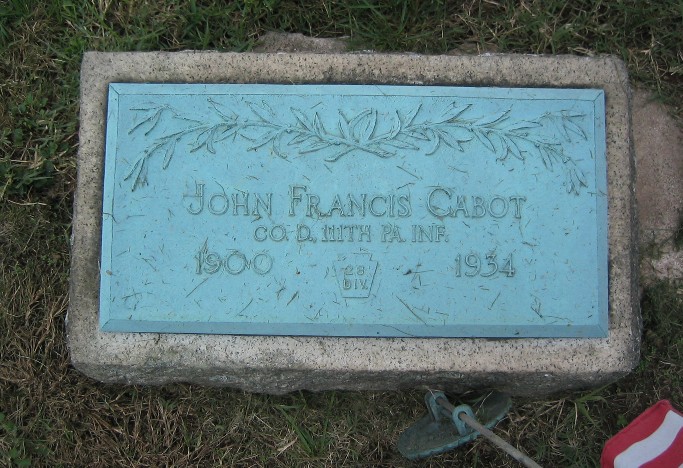 JOHN FRANCIS CABOT
CO. D, 111TH PA. INF.
1900 28 1934
DIV.